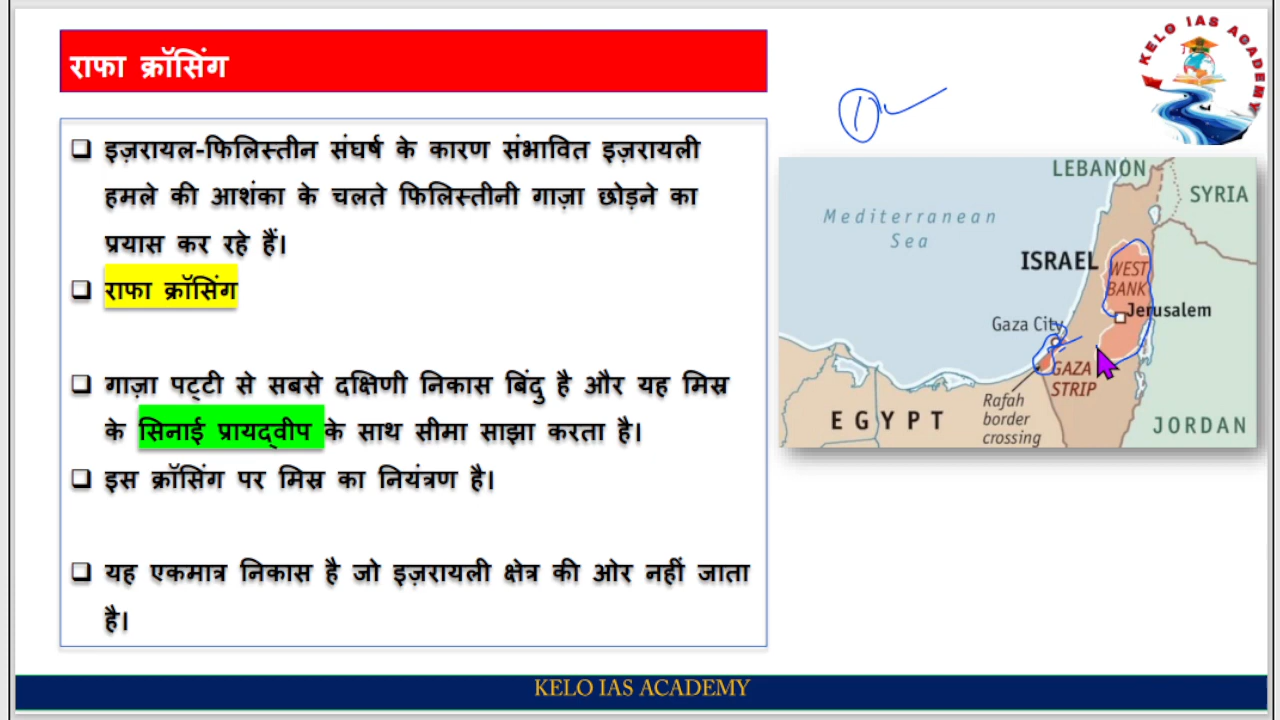 राफा क्रॉसिंग
KELO IAS ACADEMY
इज़रायल-फिलिस्तीन संघर्ष के कारण संभावित इज़रायली
हमले की आशंका के चलते फिलिस्तीनी गाज़ा छोड़ने का
प्रयास कर रहे हैं।
राफा क्रॉसिंग
गाज़ा पट्टी से सबसे दक्षिणी निकास बिंदु है और यह मिस्र
के सिनाई प्रायद्वीप के साथ सीमा साझा करता है।
इस क्रॉसिंग पर मिस्र का नियंत्रण है।
यह एकमात्र निकास है जो इज़रायली क्षेत्र की ओर नहीं जाता
है।
LEBANON
SYRIA
Mediterranean
Sea
ISRAEL
WEST
BANK
Jerusalem
Gaza City
GAZA
STRIP
Rafah
border
crossing
EGYPT
JORDAN
KELO IAS ACADEMY